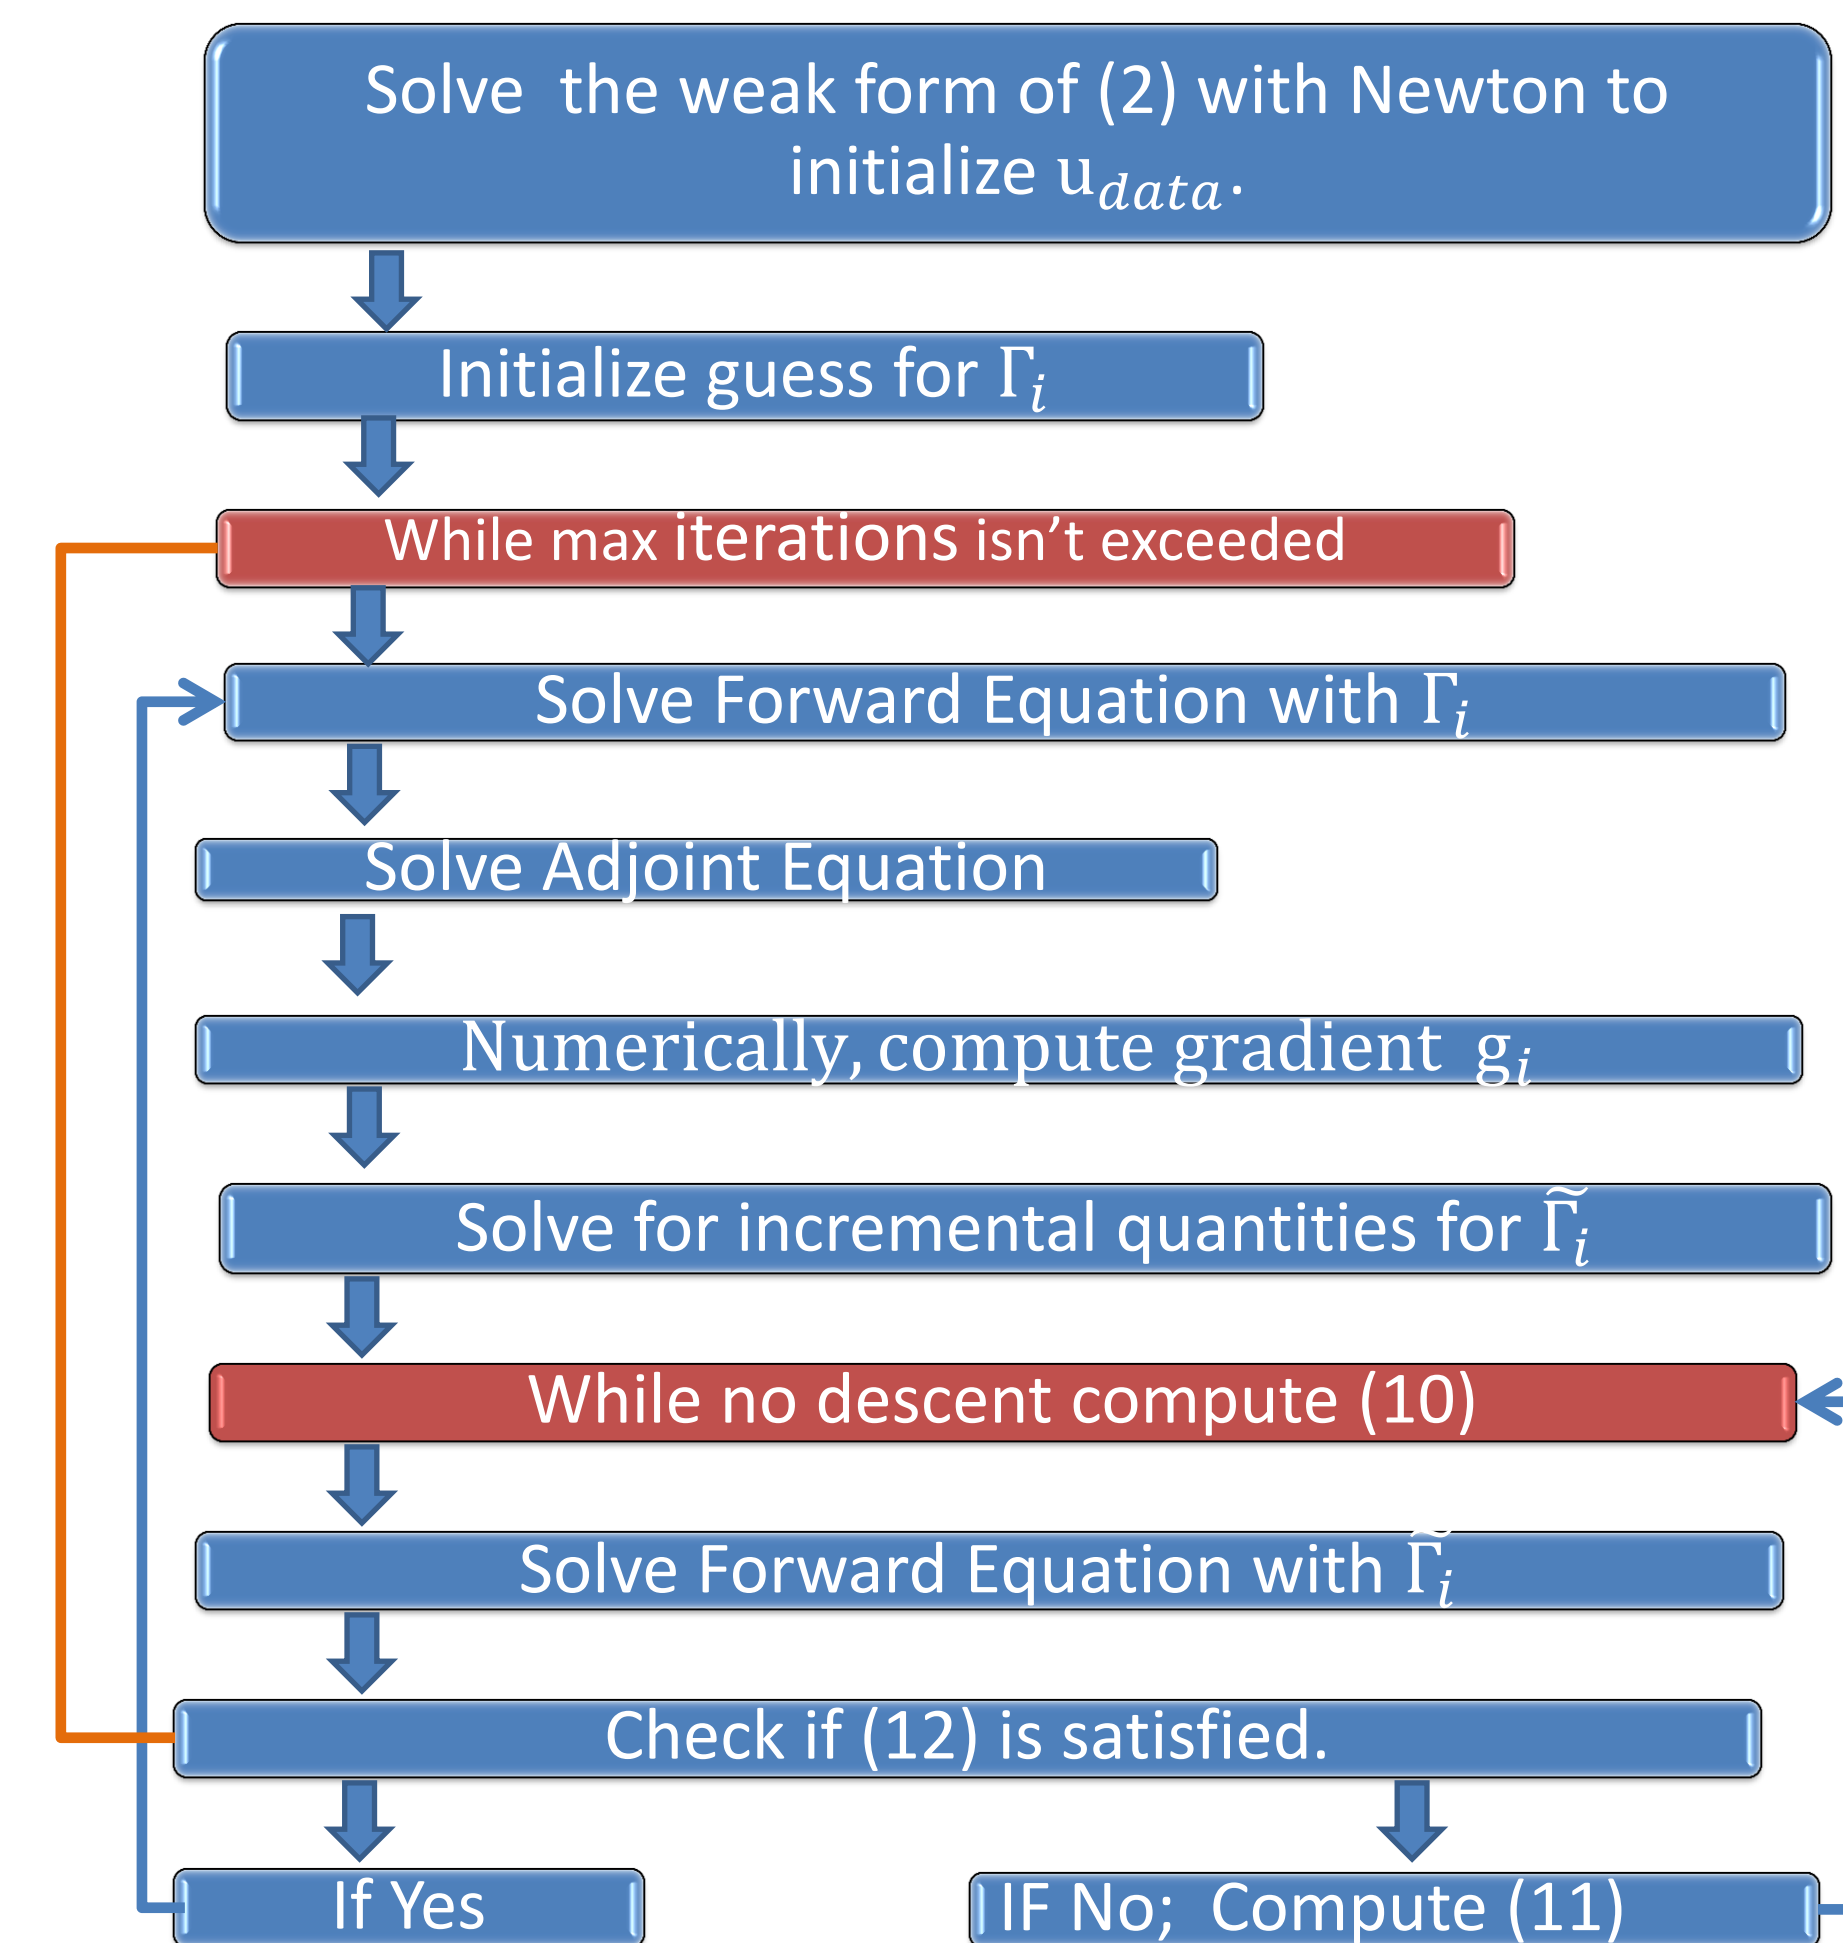 Solve the weak form of (2) with Newton to
initialize u_data.
Initialize guess for Γ_i
While max iterations isn't exceeded
Solve Forward Equation with Γ_i
Solve Adjoint Equation
Numerically, compute gradient g_i
Solve for incremental quantities for Γ̃_i
While no descent compute (10)
Solve Forward Equation with Γ̃_i
Check if (12) is satisfied.
If Yes
IF No; Compute (11)